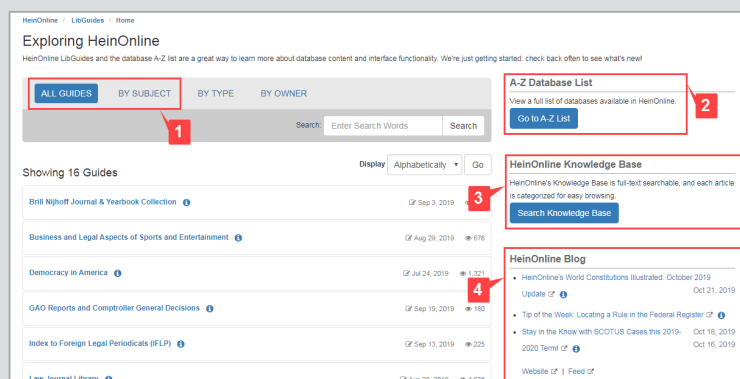 HeinOnline / LibGuides / Home
Exploring HeinOnline
HeinOnline LibGuides and the database A-Z list are a great way to learn more about database content and interface functionality. We're just getting started: check back often to see what's new!
ALL GUIDES BY SUBJECT BY TYPE BY OWNER
1
Search: Enter Search Words Search
Showing 16 Guides
Display Alphabetically Go
Brill Nijhoff Journal & Yearbook Collection Sep 3, 2019
Business and Legal Aspects of Sports and Entertainment Aug 29, 2019 676
Democracy in America Jul 24, 2019 1,321
GAO Reports and Comptroller General Decisions Sep 19, 2019 180
Index to Foreign Legal Periodicals (IFLP) Sep 13, 2019 225
Law Journal Library
A-Z Database List
View a full list of databases available in HeinOnline.
Go to A-Z List
2
HeinOnline Knowledge Base
3
HeinOnline's Knowledge Base is full-text searchable, and each article
is categorized for easy browsing.
Search Knowledge Base
HeinOnline Blog
4
HeinOnline's World Constitutions Illustrated: October 2019
Update Oct 21, 2019
Tip of the Week: Locating a Rule in the Federal Register
Stay in the Know with SCOTUS Cases this 2019- Oct 18, 2019
2020 Term! Oct 16, 2019
Website | Feed